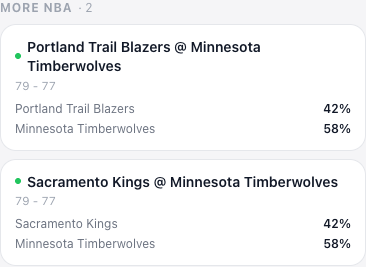 MORE NBA · 2
Portland Trail Blazers @ Minnesota
Timberwolves
79 - 77
Portland Trail Blazers 42%
Minnesota Timberwolves 58%
Sacramento Kings @ Minnesota Timberwolves
79 - 77
Sacramento Kings 42%
Minnesota Timberwolves 58%